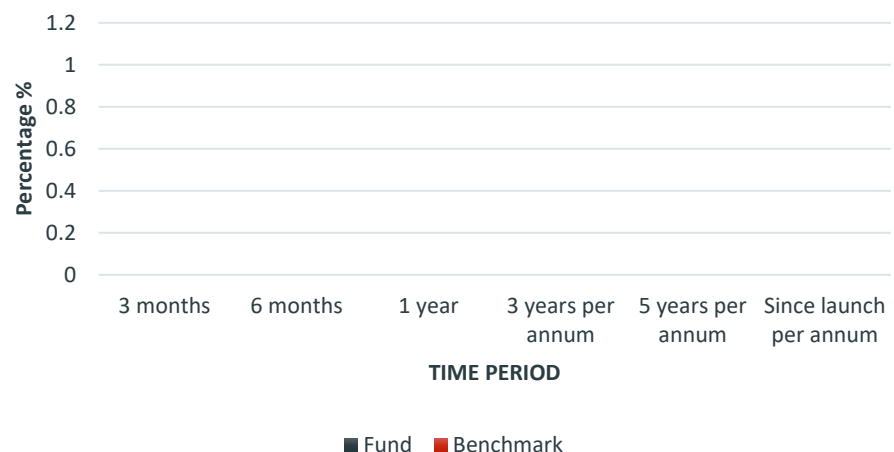 1.2
1
0.8
0.6
0.4
0.2
0
Percentage %
3 months 6 months 1 year 3 years per 5 years per Since launch
annum annum per annum
TIME PERIOD
Fund Benchmark